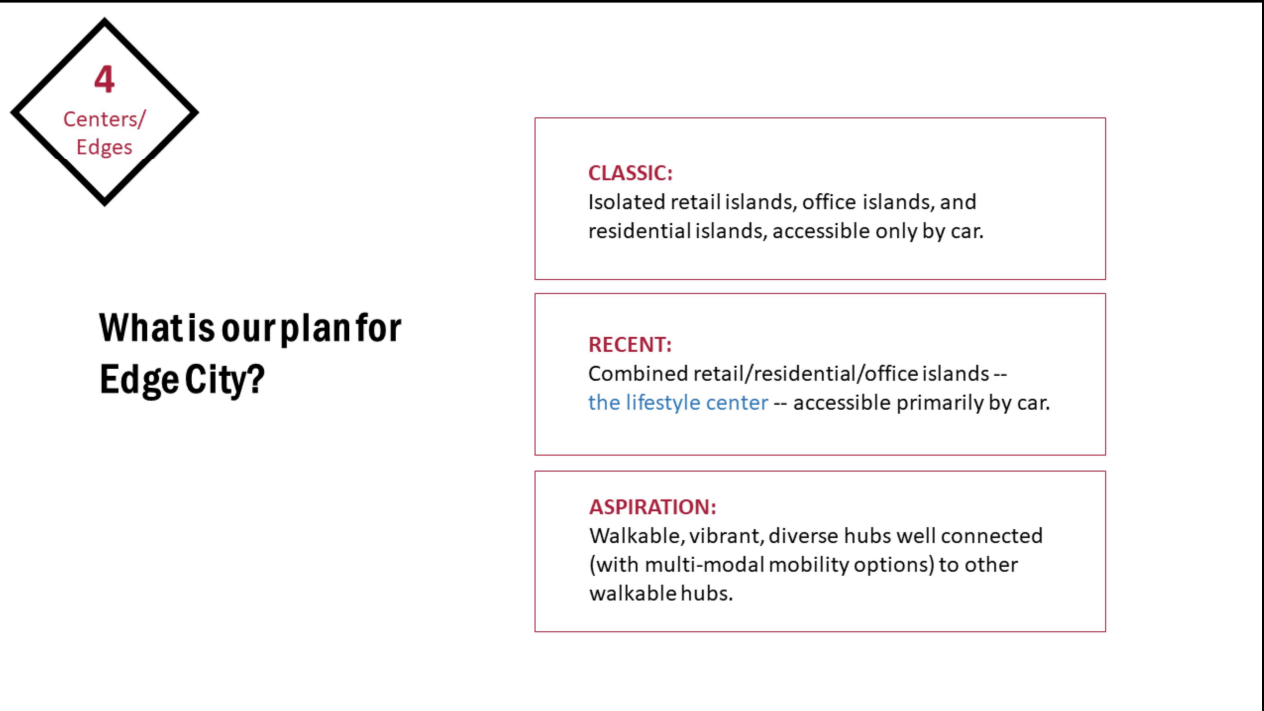 4
Centers/
Edges
What is our plan for
Edge City?
CLASSIC:
Isolated retail islands, office islands, and
residential islands, accessible only by car.
RECENT:
Combined retail/residential/office islands --
the lifestyle center -- accessible primarily by car.
ASPIRATION:
Walkable, vibrant, diverse hubs well connected
(with multi-modal mobility options) to other
walkable hubs.